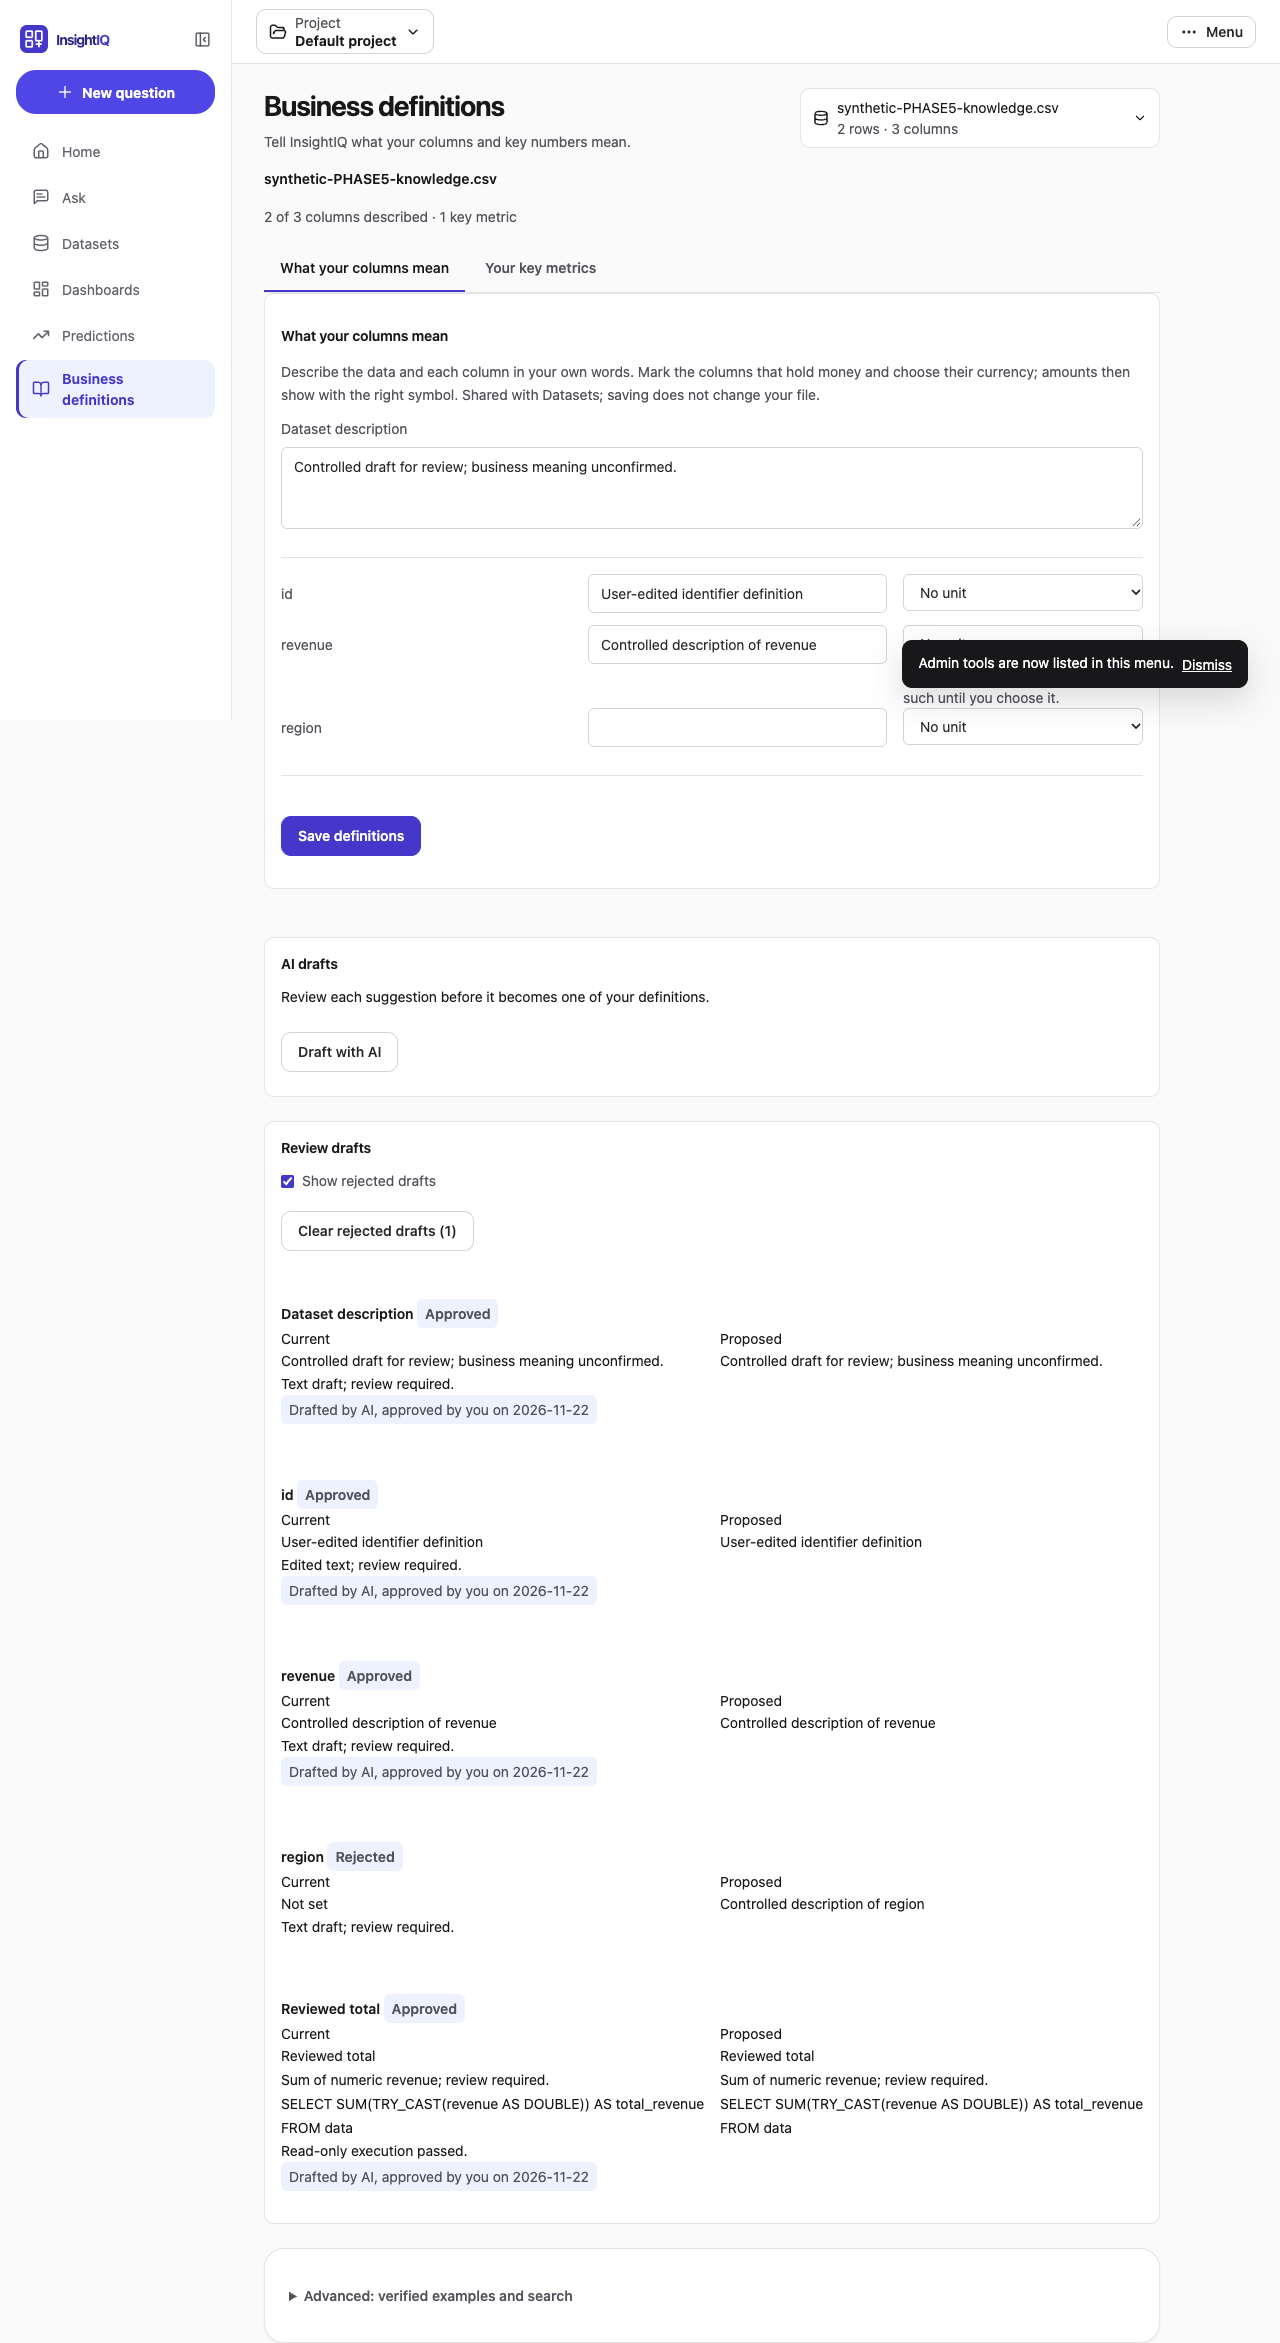 InsightIQ
New question
Home
Ask
Datasets
Dashboards
Predictions
Business
definitions
Project
Default project
Menu
Business definitions
Tell InsightIQ what your columns and key numbers mean.
synthetic-PHASE5-knowledge.csv
2 rows · 3 columns
synthetic-PHASE5-knowledge.csv
2 of 3 columns described · 1 key metric
What your columns mean
Your key metrics
What your columns mean
Describe the data and each column in your own words. Mark the columns that hold money and choose their currency; amounts then
show with the right symbol. Shared with Datasets; saving does not change your file.
Dataset description
Controlled draft for review; business meaning unconfirmed.
id
User-edited identifier definition
No unit
revenue
Controlled description of revenue
Admin tools are now listed in this menu. Dismiss
such until you choose it.
region
No unit
Save definitions
AI drafts
Review each suggestion before it becomes one of your definitions.
Draft with AI
Review drafts
Show rejected drafts
Clear rejected drafts (1)
Dataset description Approved
Current
Controlled draft for review; business meaning unconfirmed.
Proposed
Controlled draft for review; business meaning unconfirmed.
Text draft; review required.
Drafted by AI, approved by you on 2026-11-22
id Approved
Current
User-edited identifier definition
Proposed
User-edited identifier definition
Edited text; review required.
Drafted by AI, approved by you on 2026-11-22
revenue Approved
Current
Controlled description of revenue
Proposed
Controlled description of revenue
Text draft; review required.
Drafted by AI, approved by you on 2026-11-22
region Rejected
Current
Not set
Proposed
Controlled description of region
Text draft; review required.
Reviewed total Approved
Current
Reviewed total
Sum of numeric revenue; review required.
SELECT SUM(TRY_CAST(revenue AS DOUBLE)) AS total_revenue
FROM data
Proposed
Reviewed total
Sum of numeric revenue; review required.
SELECT SUM(TRY_CAST(revenue AS DOUBLE)) AS total_revenue
FROM data
Read-only execution passed.
Drafted by AI, approved by you on 2026-11-22
Advanced: verified examples and search